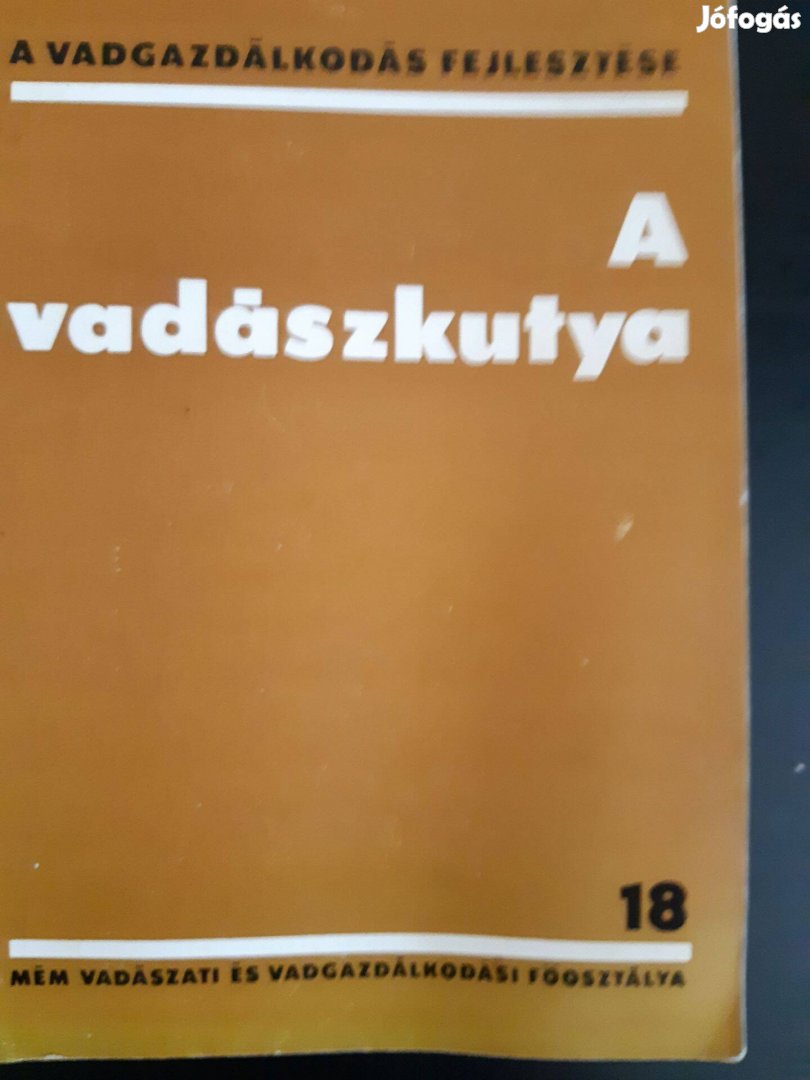 Jófogás
A VADGAZDÁLKODÁS FEJLESZTÉSE
A
vadászkutya
18
MÉM VADÁSZATI ÉS VADGAZDÁLKODÁSI FŐOSZTÁLYA